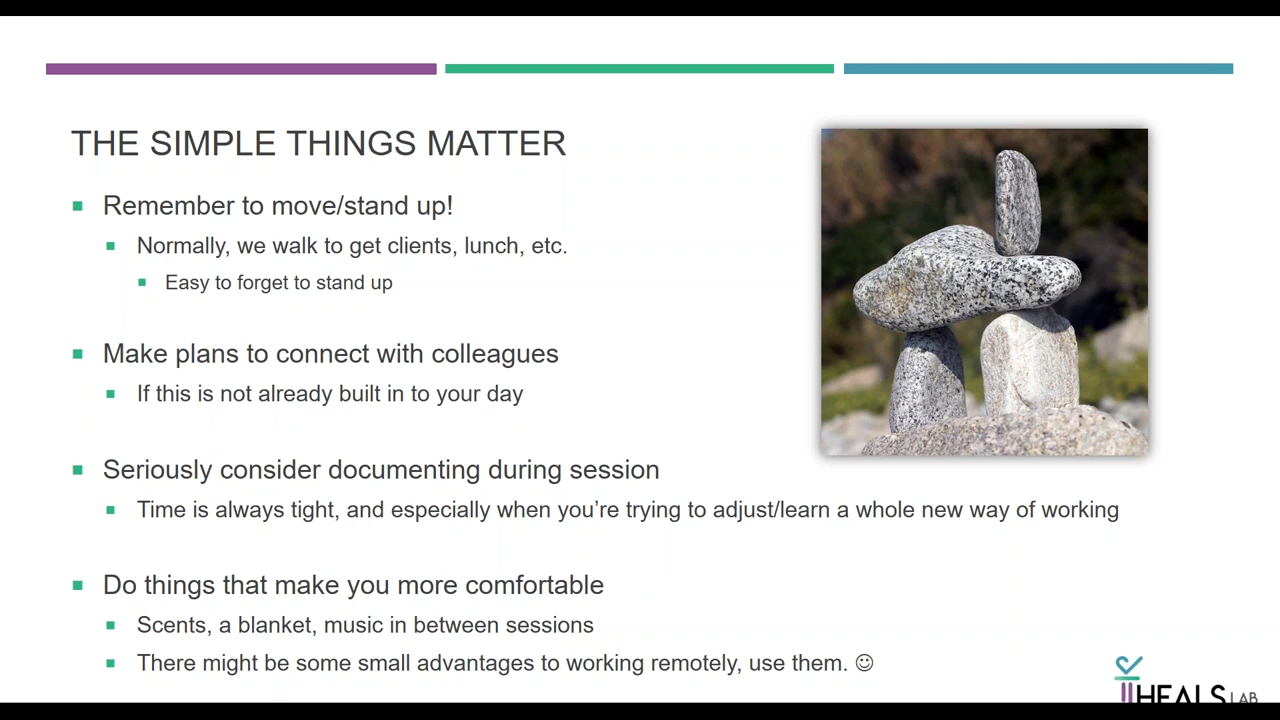 THE SIMPLE THINGS MATTER
Remember to move/stand up!
Normally, we walk to get clients, lunch, etc.
Easy to forget to stand up
Make plans to connect with colleagues
If this is not already built in to your day
Seriously consider documenting during session
Time is always tight, and especially when you’re trying to adjust/learn a whole new way of working
Do things that make you more comfortable
Scents, a blanket, music in between sessions
There might be some small advantages to working remotely, use them. ☺
HEALS LAB